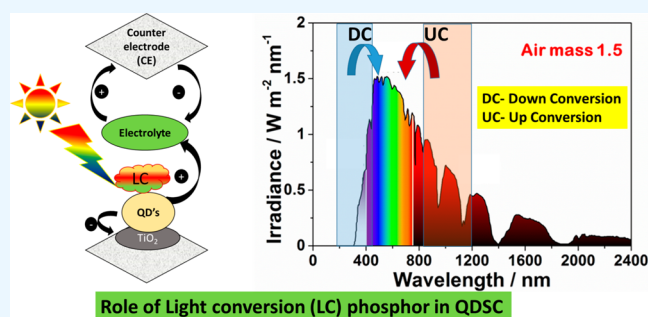 Counter
electrode
(CE)
+
-
Electrolyte
LC
+
QD's
-
TiO₂
DC
UC
Air mass 1.5
DC- Down Conversion
UC- Up Conversion
Irradiance / W m⁻² nm⁻¹
2
1.5
1
0.5
0
0 400 800 1200 1600 2000 2400
Wavelength / nm
Role of Light conversion (LC) phosphor in QDSC